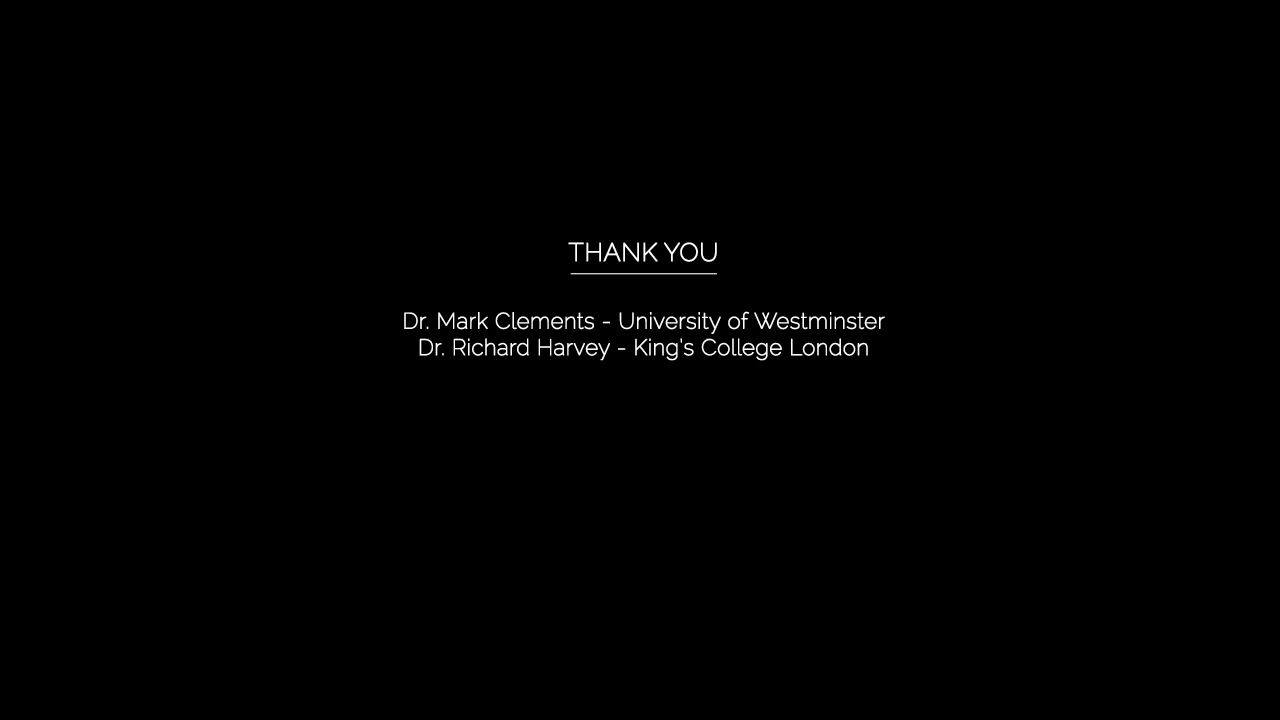 THANK YOU
Dr. Mark Clements - University of Westminster
Dr. Richard Harvey - King's College London